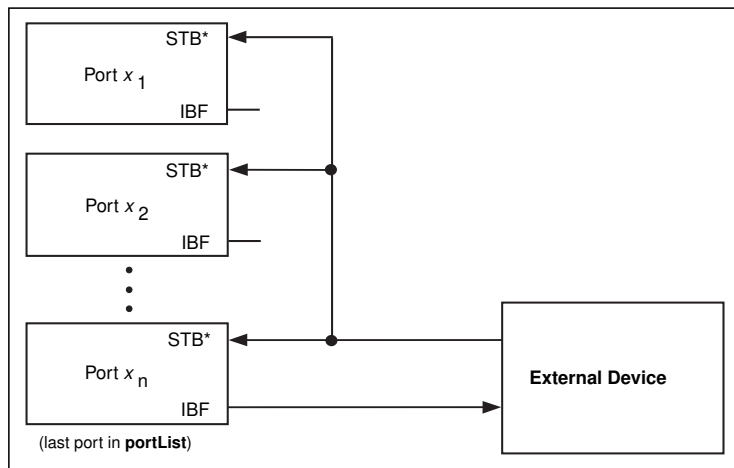 STB*
Port x 1
IBF
STB*
Port x 2
IBF
STB*
Port x n
External Device
IBF
(last port in portList)